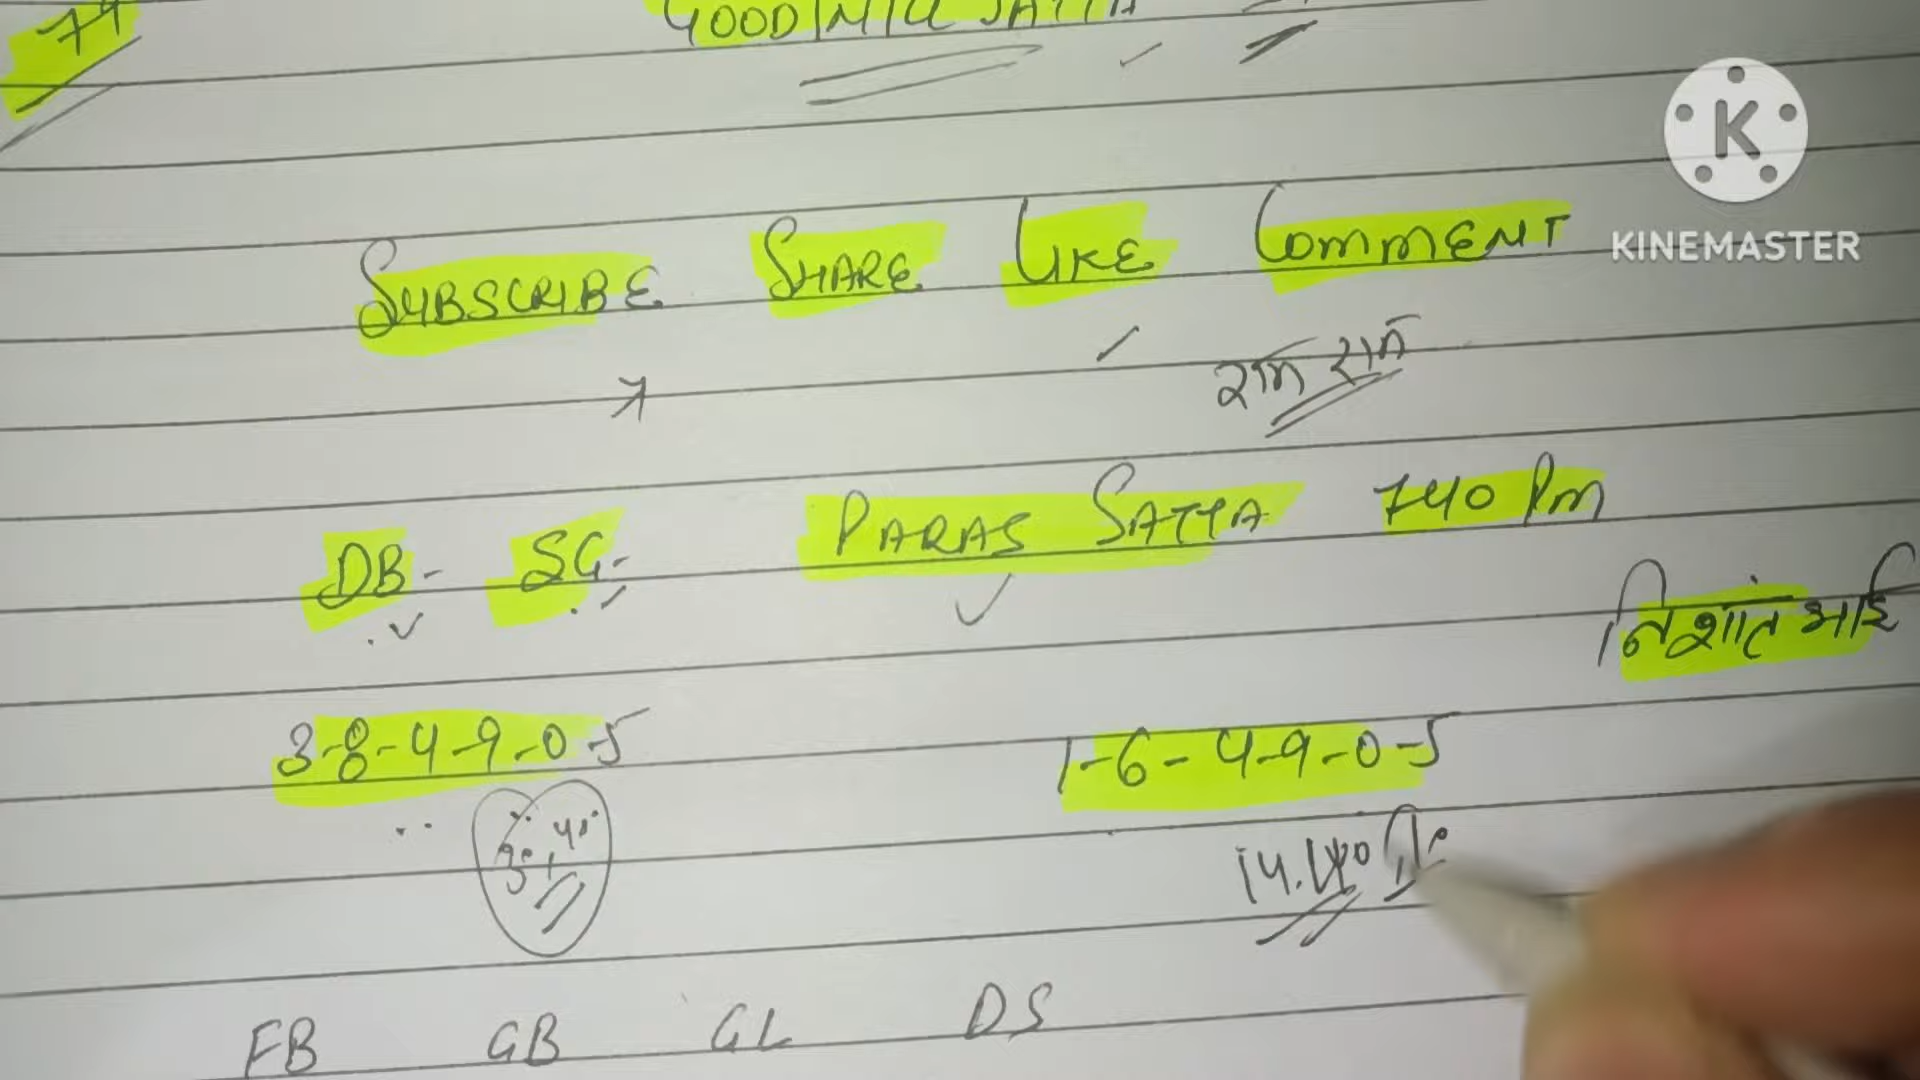 74
SUBSCRIBE SHARE LIKE COMMENT
KINEMASTER
राम राम
DB- SG- PARAS SATTA 740 Pm
निशांत भाई
3-8-4-9-0-5 1-6-4-9-0-5
FB GB GL DS